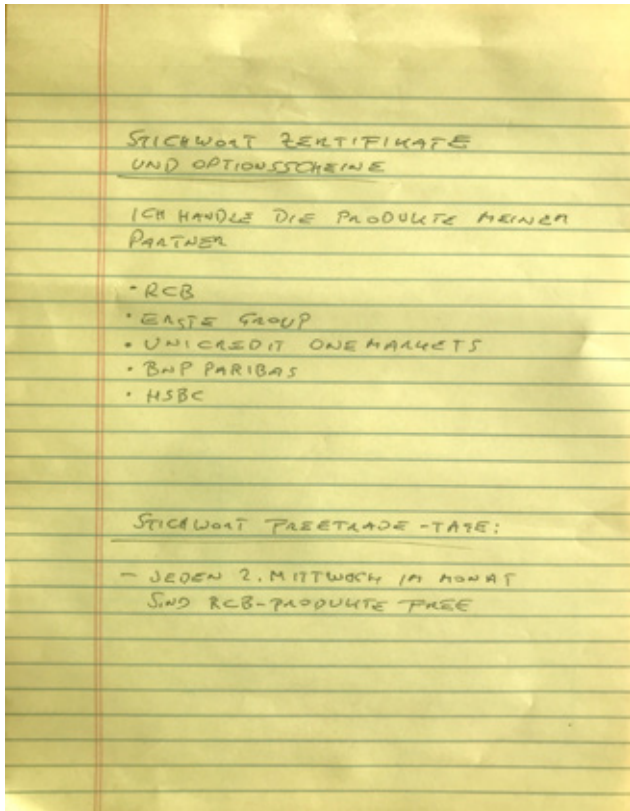 STICHWORT ZERTIFIKATE
UND OPTIONSSCHEINE
ICH HANDLE DIE PRODUKTE MEINER
PARTNER
• RCB
• ERSTE GROUP
• UNICREDIT ONEMARKETS
• BNP PARIBAS
• HSBC
STICHWORT FREETRADE-TAGE:
- JEDEN 2. MITTWOCH IM MONAT
SIND RCB-PRODUKTE FREE